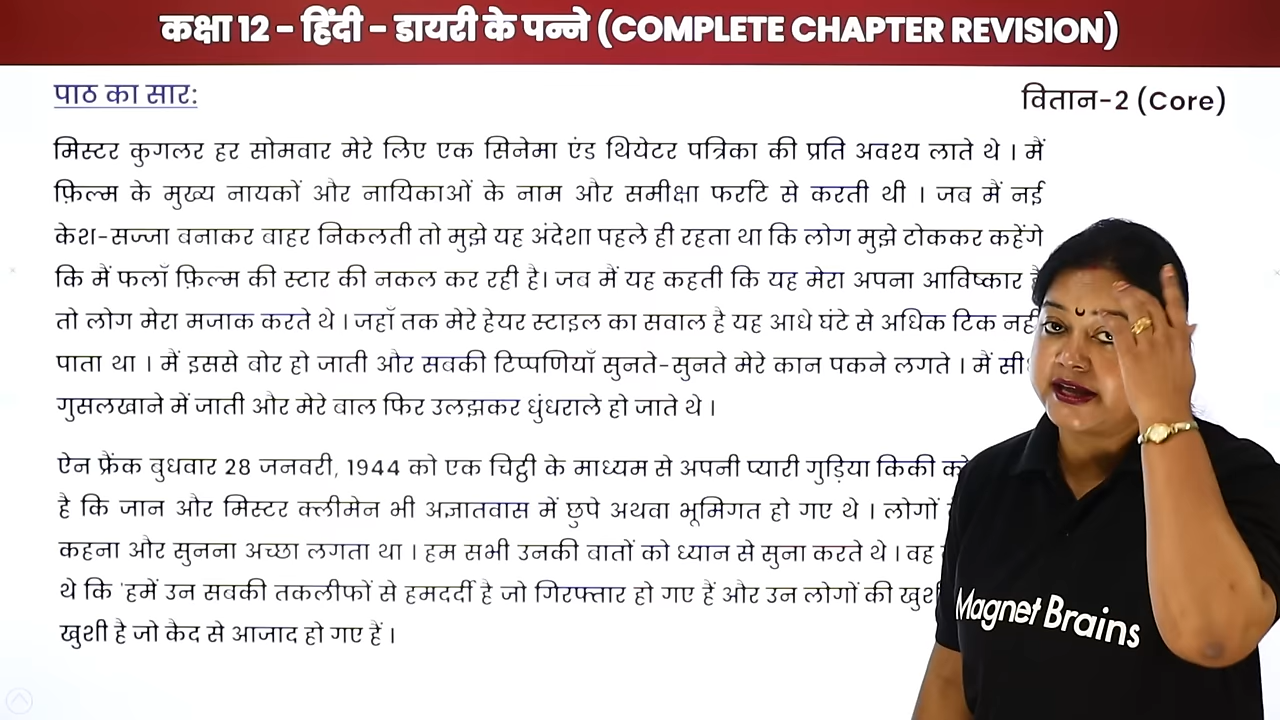 कक्षा 12 - हिंदी - डायरी के पन्ने (COMPLETE CHAPTER REVISION)
पाठ का सार:
वितान-2 (Core)
मिस्टर कुगलर हर सोमवार मेरे लिए एक सिनेमा एंड थियेटर पत्रिका की प्रति अवश्य लाते थे । मैं
फ़िल्म के मुख्य नायकों और नायिकाओं के नाम और समीक्षा फर्राटे से करती थी । जब मैं नई
केश-सज्जा बनाकर बाहर निकलती तो मुझे यह अंदेशा पहले ही रहता था कि लोग मुझे टोककर कहेंगे
कि मैं फलाँ फ़िल्म की स्टार की नकल कर रही है। जब मैं यह कहती कि यह मेरा अपना आविष्कार
तो लोग मेरा मजाक करते थे । जहाँ तक मेरे हेयर स्टाइल का सवाल है यह आधे घंटे से अधिक टिक
पाता था । मैं इससे बोर हो जाती और सबकी टिप्पणियाँ सुनते-सुनते मेरे कान पकने लगते । मैं
गुसलखाने में जाती और मेरे बाल फिर उलझकर धुंधराले हो जाते थे ।
ऐन फ्रैंक बुधवार 28 जनवरी, 1944 को एक चिट्ठी के माध्यम से अपनी प्यारी गुड़िया किकी
है कि जान और मिस्टर क्लीमेन भी अज्ञातवास में छुपे अथवा भूमिगत हो गए थे । लोगों
कहना और सुनना अच्छा लगता था । हम सभी उनकी बातों को ध्यान से सुना करते थे । वह
थे कि 'हमें उन सबकी तकलीफों से हमदर्दी है जो गिरफ्तार हो गए हैं और उन लोगों की
खुशी है जो कैद से आजाद हो गए हैं ।
Magnet Brains